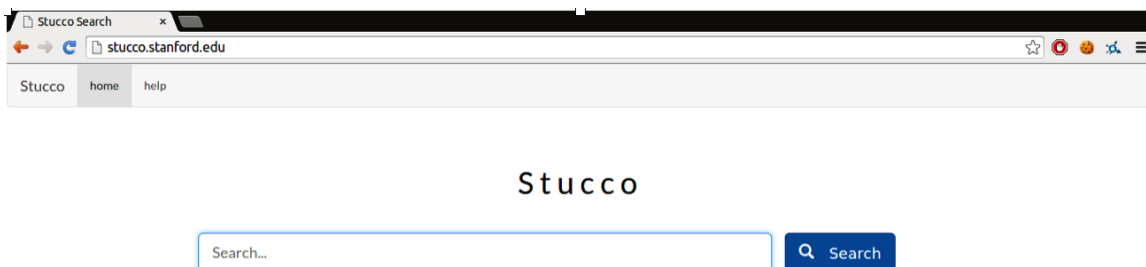 Stucco Search
stucco.stanford.edu
Stucco home help
Stucco
Search... Search